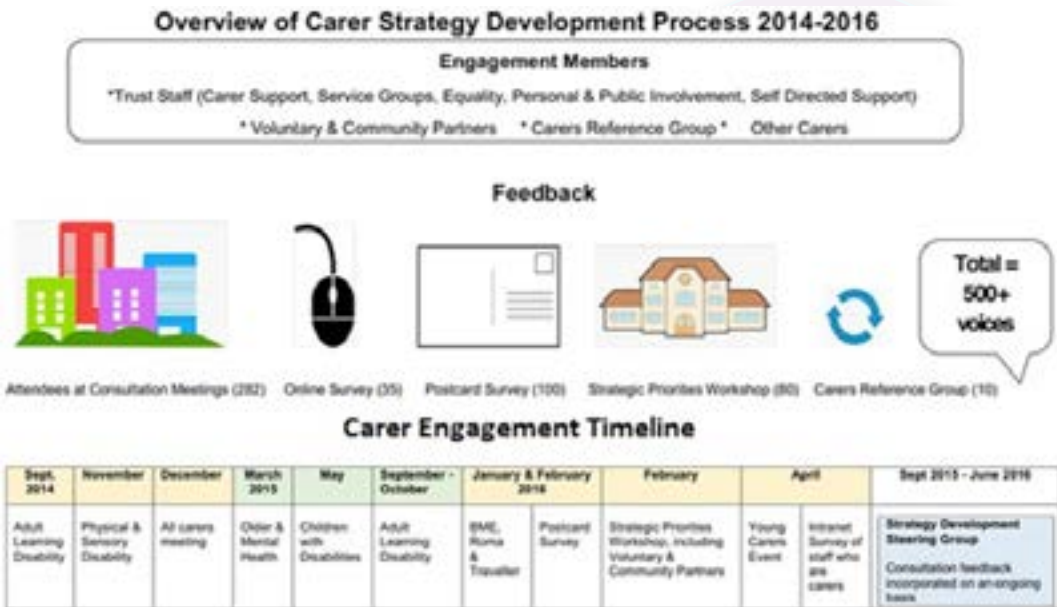 Overview of Carer Strategy Development Process 2014-2016
Engagement Members
*Trust Staff (Carer Support, Service Groups, Equality, Personal & Public Involvement, Self Directed Support)
* Voluntary & Community Partners * Carers Reference Group * Other Carers
Feedback
Total =
500+
voices
Attendees at Consultation Meetings (282) Online Survey (35) Postcard Survey (100) Strategic Priorities Workshop (80) Carers Reference Group (10)
Carer Engagement Timeline
Sept.
2014
November
December
March
2015
May
September -
October
January & February
2016
February
April
Sept 2015 - June 2016
Adult
Learning
Disability
Physical &
Sensory
Disability
All carers
meeting
Older &
Mental
Health
Children
with
Disabilities
Adult
Learning
Disability
BME,
Roma
&
Traveller
Postcard
Survey
Strategic Priorities
Workshop, including
Voluntary &
Community Partners
Young
Carers
Event
Intranet
Survey of
staff who
are
carers
Strategy Development
Steering Group
Consultation feedback
incorporated on an-ongoing
basis